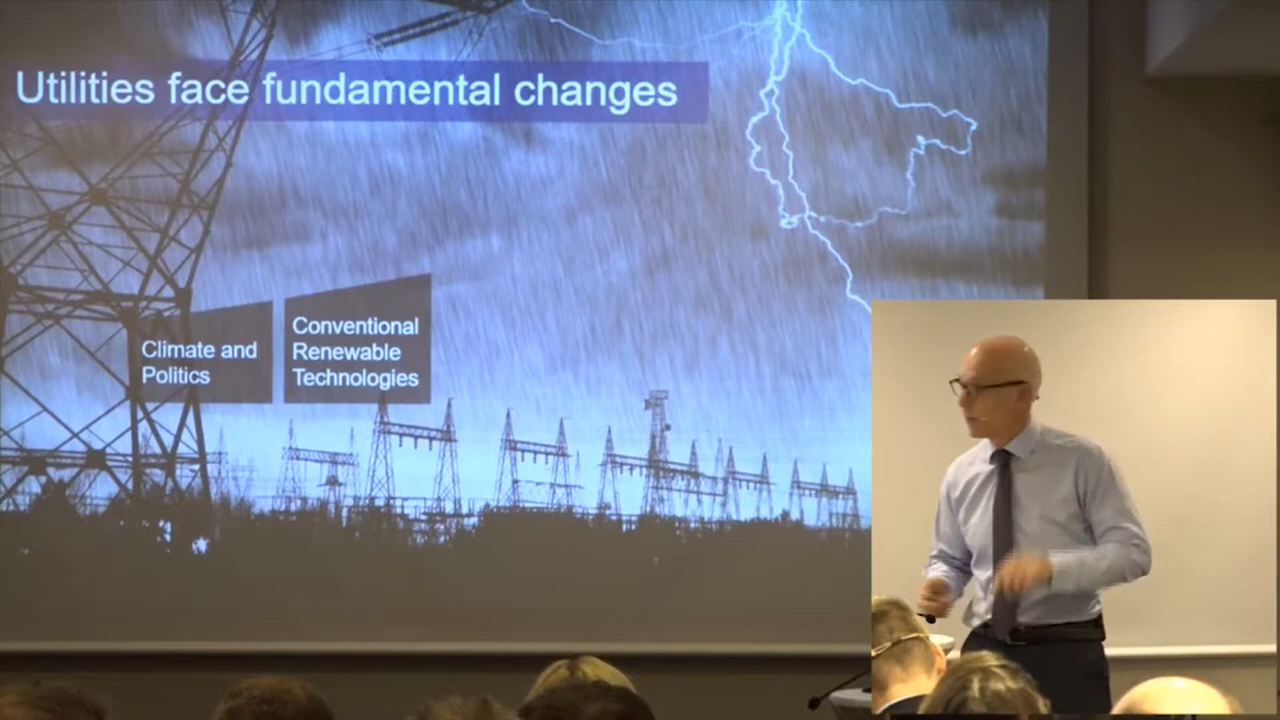 Utilities face fundamental changes
Climate and
Politics
Conventional
Renewable
Technologies